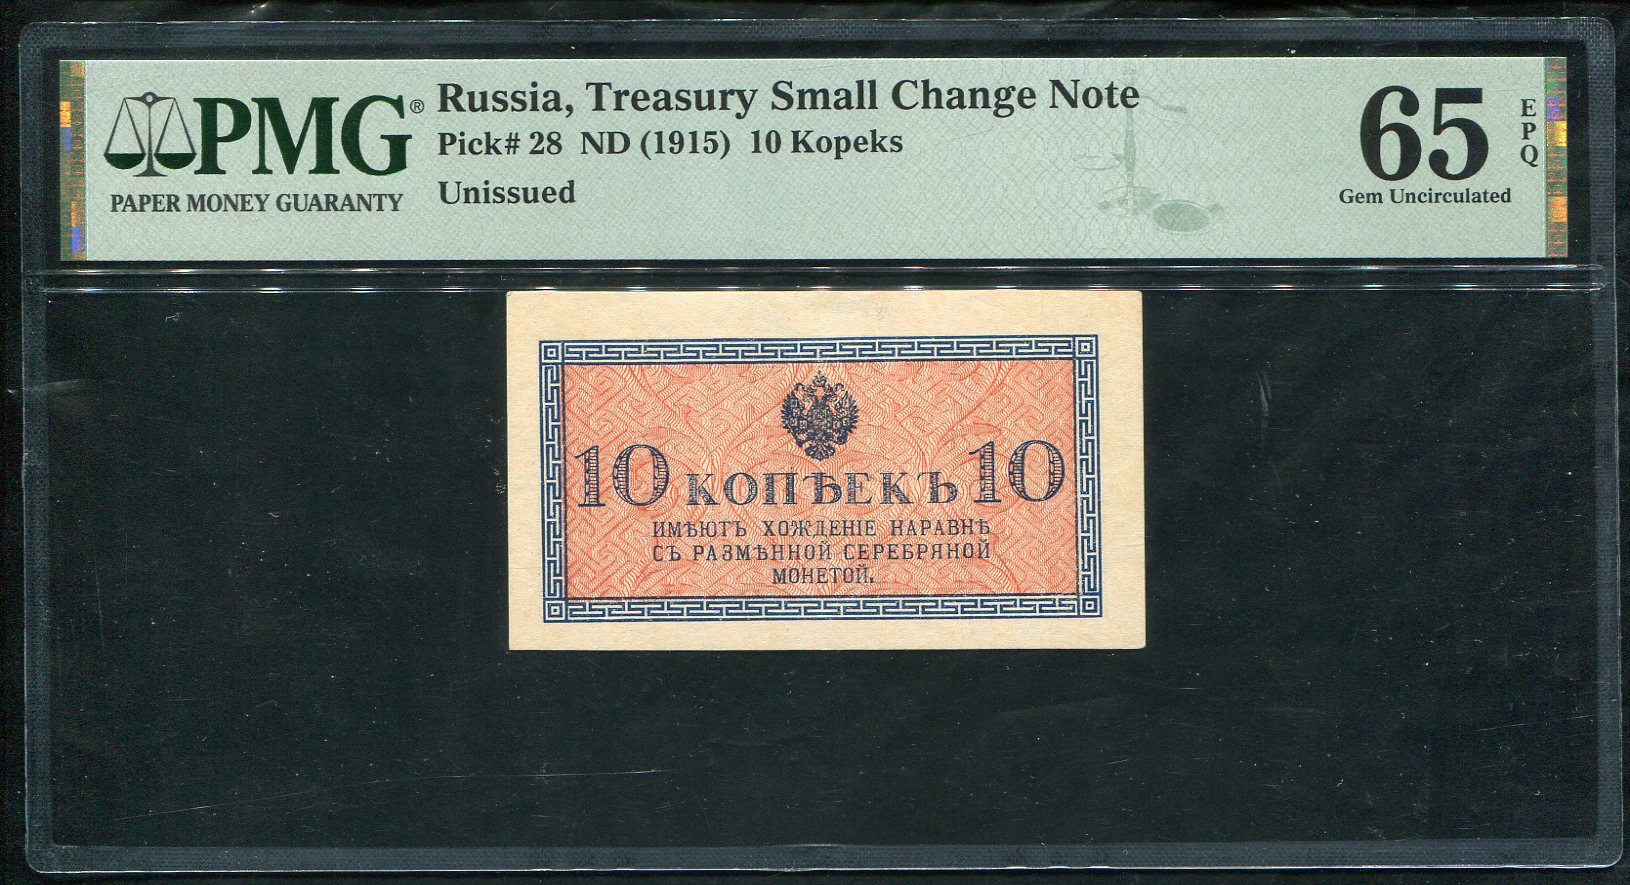 PMG®
PAPER MONEY GUARANTY
Russia, Treasury Small Change Note
Pick# 28 ND (1915) 10 Kopeks
Unissued
65
EPQ
Gem Uncirculated
10 КОПѢЕКЪ 10
ИМѢЮТЪ ХОЖДЕНІЕ НАРАВНѢ
СЪ РАЗМѢННОЙ СЕРЕБРЯНОЙ
МОНЕТОЙ.